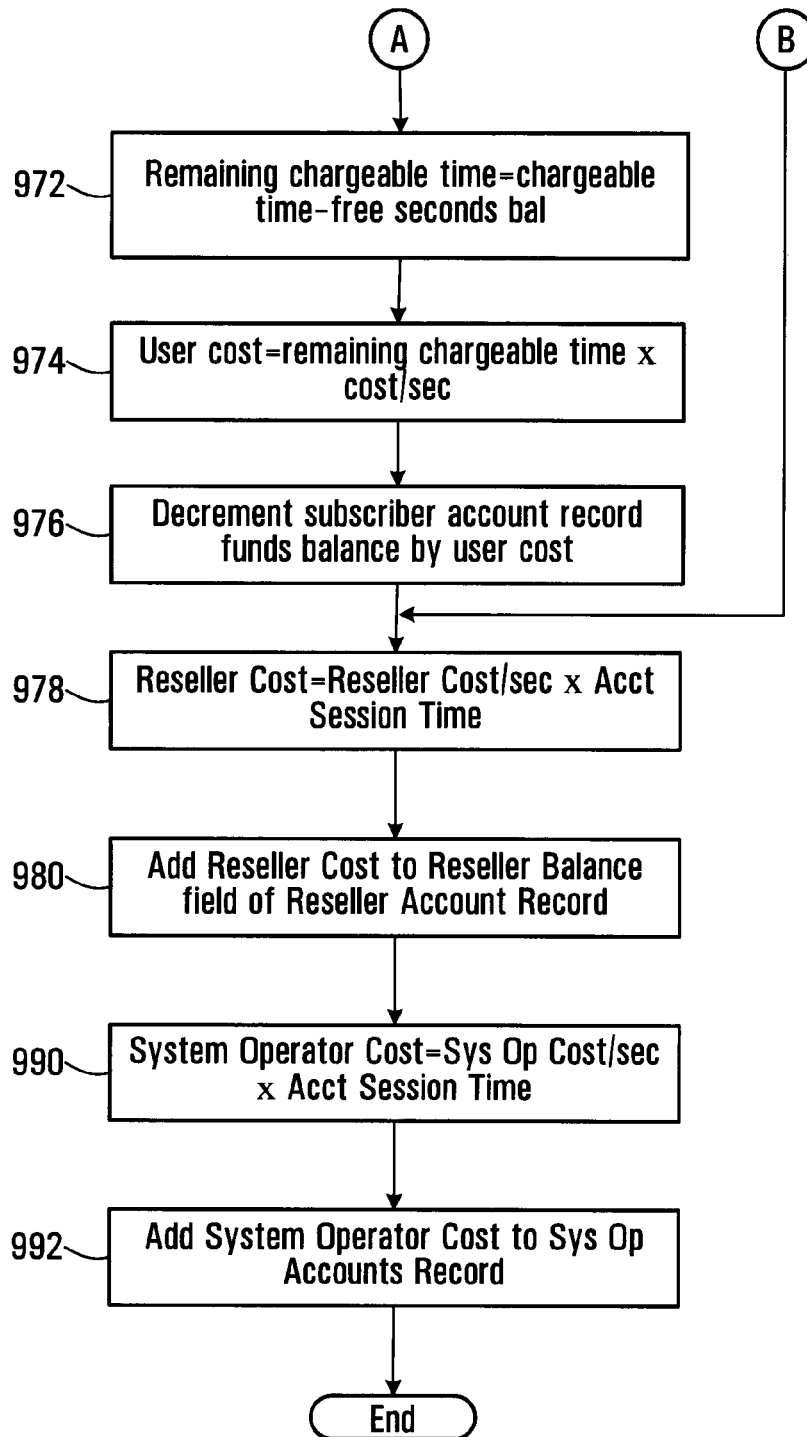 A
B
972
Remaining chargeable time=chargeable
time-free seconds bal
974
User cost=remaining chargeable time x
cost/sec
976
Decrement subscriber account record
funds balance by user cost
978
Reseller Cost=Reseller Cost/sec x Acct
Session Time
980
Add Reseller Cost to Reseller Balance
field of Reseller Account Record
990
System Operator Cost=Sys Op Cost/sec
x Acct Session Time
992
Add System Operator Cost to Sys Op
Accounts Record
End